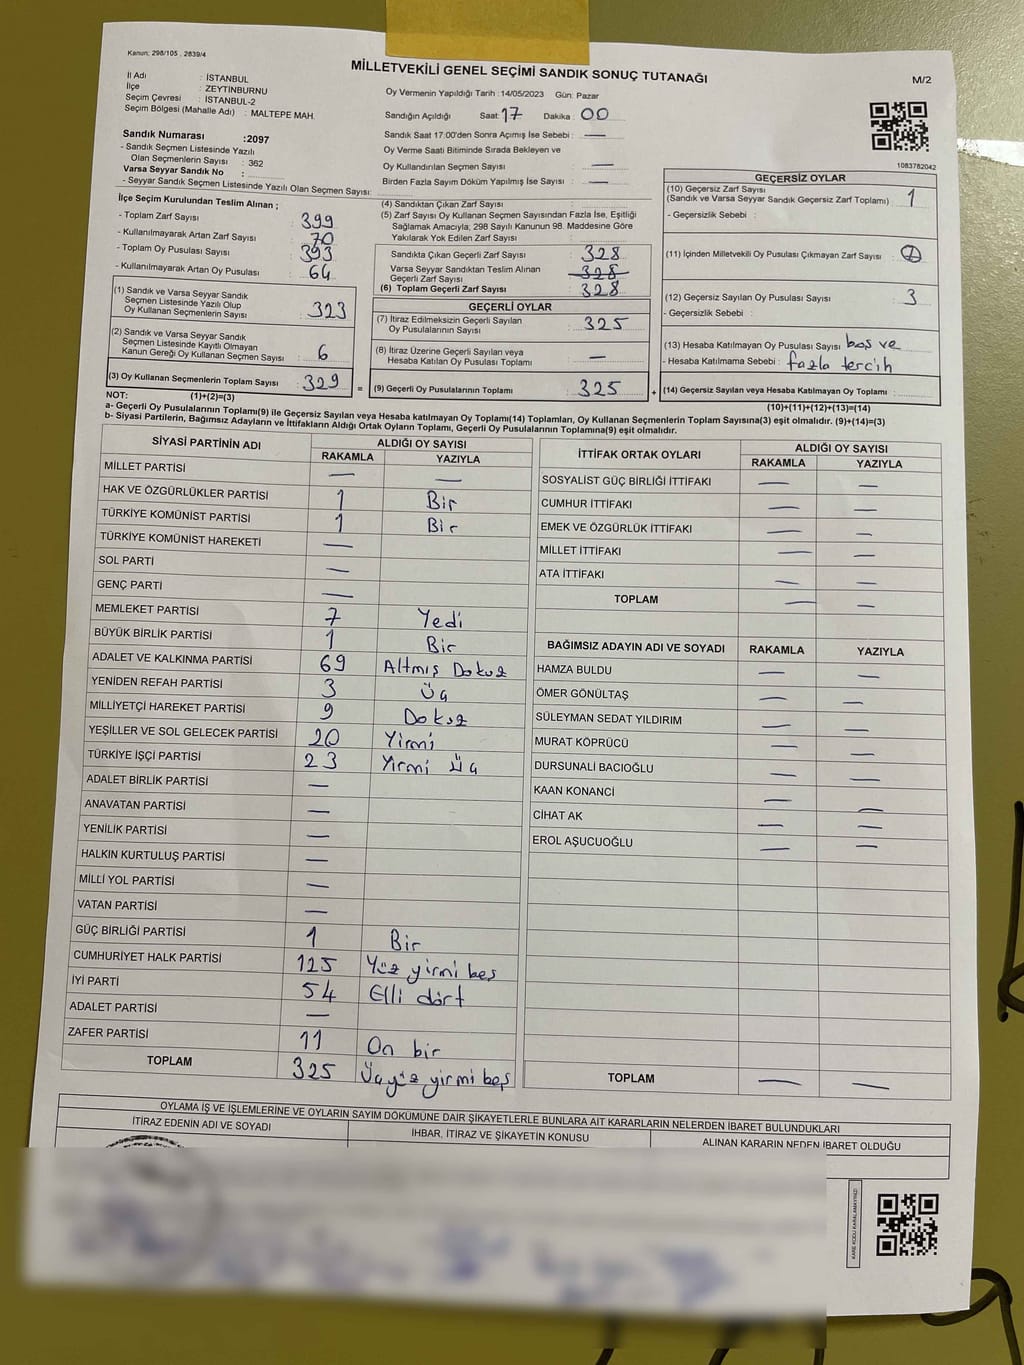 Kanun: 298/105 , 2839/4
MİLLETVEKİLİ GENEL SEÇİMİ SANDIK SONUÇ TUTANAĞI
M/2
İl Adı : İSTANBUL
İlçe : ZEYTİNBURNU
Seçim Çevresi : İSTANBUL-2
Seçim Bölgesi (Mahalle Adı) : MALTEPE MAH.
Sandık Numarası :2097
- Sandık Seçmen Listesinde Yazılı
Olan Seçmenlerin Sayısı : 362
Varsa Seyyar Sandık No :
- Seyyar Sandık Seçmen Listesinde Yazılı Olan Seçmen Sayısı:
Oy Vermenin Yapıldığı Tarih :14/05/2023 Gün: Pazar
Sandığın Açıldığı Saat: 17 Dakika : 00
Sandık Saat 17:00'den Sonra Açımış İse Sebebi : —
Oy Verme Saati Bitiminde Sırada Bekleyen ve
Oy Kullandırılan Seçmen Sayısı : —
Birden Fazla Sayım Döküm Yapılmış İse Sayısı : —
1083782042
İlçe Seçim Kurulundan Teslim Alınan ;
- Toplam Zarf Sayısı : 399
- Kullanılmayarak Artan Zarf Sayısı : 70
- Toplam Oy Pusulası Sayısı : 393
- Kullanılmayarak Artan Oy Pusulası : 64
(1) Sandık ve Varsa Seyyar Sandık
Seçmen Listesinde Yazılı Olup
Oy Kullanan Seçmenlerin Sayısı : 323
(2) Sandık ve Varsa Seyyar Sandık
Seçmen Listesinde Kayıtlı Olmayan
Kanun Gereği Oy Kullanan Seçmen Sayısı : 6
(3) Oy Kullanan Seçmenlerin Toplam Sayısı : 329 =
(4) Sandıktan Çıkan Zarf Sayısı :
(5) Zarf Sayısı Oy Kullanan Seçmen Sayısından Fazla İse, Eşitliği
Sağlamak Amacıyla; 298 Sayılı Kanunun 98. Maddesine Göre
Yakılarak Yok Edilen Zarf Sayısı :
Sandıkta Çıkan Geçerli Zarf Sayısı : 328
Varsa Seyyar Sandıktan Teslim Alınan
Geçerli Zarf Sayısı : 328
(6) Toplam Geçerli Zarf Sayısı : 328
GEÇERLİ OYLAR
(7) İtiraz Edilmeksizin Geçerli Sayılan
Oy Pusulalarının Sayısı : 325
(8) İtiraz Üzerine Geçerli Sayılan veya
Hesaba Katılan Oy Pusulası Toplamı : —
(9) Geçerli Oy Pusulalarının Toplamı : 325 +
GEÇERSİZ OYLAR
(10) Geçersiz Zarf Sayısı : 1
(Sandık ve Varsa Seyyar Sandık Geçersiz Zarf Toplamı)
- Geçersizlik Sebebi :
(11) İçinden Milletvekili Oy Pusulası Çıkmayan Zarf Sayısı :
(12) Geçersiz Sayılan Oy Pusulası Sayısı : 3
- Geçersizlik Sebebi :
(13) Hesaba Katılmayan Oy Pusulası Sayısı : boş ve
- Hesaba Katılmama Sebebi : fazla tercih
(14) Geçersiz Sayılan veya Hesaba Katılmayan Oy Toplamı :
NOT: (1)+(2)=(3)
(10)+(11)+(12)+(13)=(14)
a- Geçerli Oy Pusulalarının Toplamı(9) ile Geçersiz Sayılan veya Hesaba katılmayan Oy Toplamı(14) Toplamları, Oy Kullanan Seçmenlerin Toplam Sayısına(3) eşit olmalıdır. (9)+(14)=(3)
b- Siyasi Partilerin, Bağımsız Adayların ve İttifakların Aldığı Ortak Oyların Toplamı, Geçerli Oy Pusulalarının Toplamına(9) eşit olmalıdır.
SİYASİ PARTİNİN ADI ALDIĞI OY SAYISI
RAKAMLA YAZIYLA
MİLLET PARTİSİ — —
HAK VE ÖZGÜRLÜKLER PARTİSİ 1 Bir
TÜRKİYE KOMÜNİST PARTİSİ 1 Bir
TÜRKİYE KOMÜNİST HAREKETİ —
SOL PARTİ —
GENÇ PARTİ —
MEMLEKET PARTİSİ 7 Yedi
BÜYÜK BİRLİK PARTİSİ 1 Bir
ADALET VE KALKINMA PARTİSİ 69 Altmış Dokuz
YENİDEN REFAH PARTİSİ 3 Üç
MİLLİYETÇİ HAREKET PARTİSİ 9 Dokuz
YEŞİLLER VE SOL GELECEK PARTİSİ 20 Yirmi
TÜRKİYE İŞÇİ PARTİSİ 23 Yirmi Üç
ADALET BİRLİK PARTİSİ —
ANAVATAN PARTİSİ —
YENİLİK PARTİSİ —
HALKIN KURTULUŞ PARTİSİ —
MİLLİ YOL PARTİSİ —
VATAN PARTİSİ —
GÜÇ BİRLİĞİ PARTİSİ 1 Bir
CUMHURİYET HALK PARTİSİ 125 Yüz yirmi beş
İYİ PARTİ 54 Elli dört
ADALET PARTİSİ —
ZAFER PARTİSİ 11 On bir
TOPLAM 325 Üçyüz yirmi beş
İTTİFAK ORTAK OYLARI ALDIĞI OY SAYISI
RAKAMLA YAZIYLA
SOSYALİST GÜÇ BİRLİĞİ İTTİFAKI — —
CUMHUR İTTİFAKI — —
EMEK VE ÖZGÜRLÜK İTTİFAKI — —
MİLLET İTTİFAKI — —
ATA İTTİFAKI — —
TOPLAM — —
BAĞIMSIZ ADAYIN ADI VE SOYADI RAKAMLA YAZIYLA
HAMZA BULDU — —
ÖMER GÖNÜLTAŞ — —
SÜLEYMAN SEDAT YILDIRIM — —
MURAT KÖPRÜCÜ — —
DURSUNALİ BACIOĞLU — —
KAAN KONANCİ — —
CİHAT AK — —
EROL AŞUCUOĞLU — —
TOPLAM — —
OYLAMA İŞ VE İŞLEMLERİNE VE OYLARIN SAYIM DÖKÜMÜNE DAİR ŞİKAYETLERLE BUNLARA AİT KARARLARIN NELERDEN İBARET BULUNDUKLARI
İTİRAZ EDENİN ADI VE SOYADI İHBAR, İTİRAZ VE ŞİKAYETİN KONUSU ALINAN KARARIN NEDEN İBARET OLDUĞU
KARE KODU KARALAMAYINIZ!